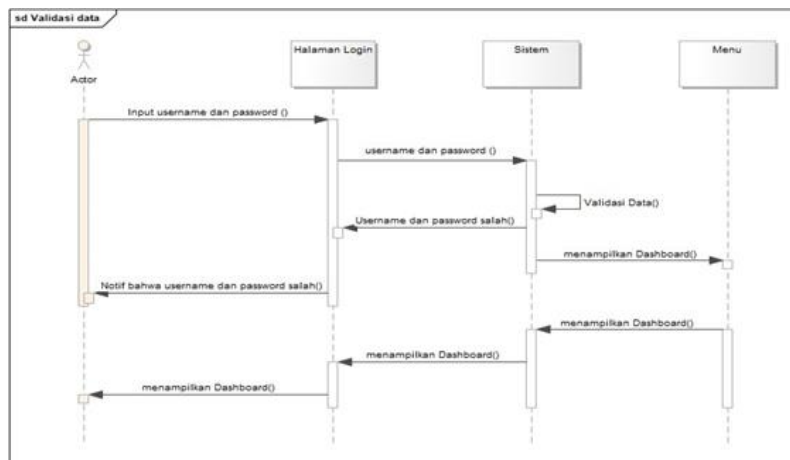 sd Validasi data
Actor
Halaman Login
Sistem
Menu
Input username dan password ()
username dan password ()
Validasi Data()
Username dan password salah()
menampilkan Dashboard()
Notif bahwa username dan password salah()
menampilkan Dashboard()
menampilkan Dashboard()
menampilkan Dashboard()